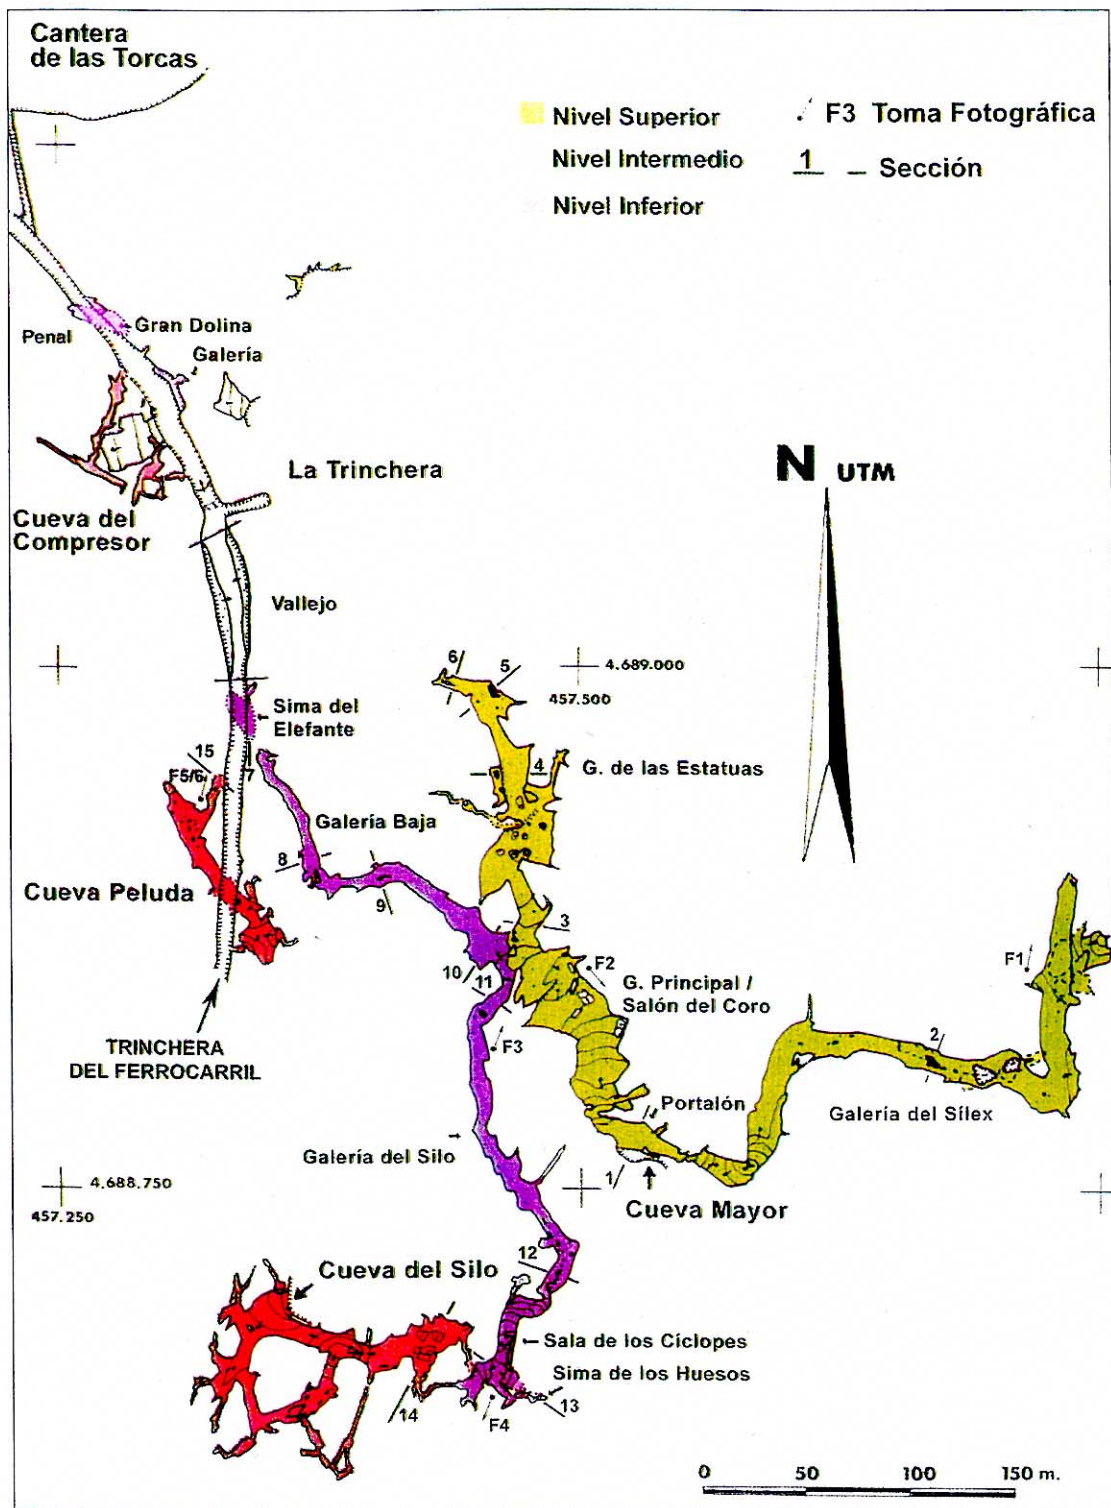 Cantera
de las Torcas
Nivel Superior
F3 Toma Fotográfica
Nivel Intermedio
1 Sección
Nivel Inferior
Gran Dolina
Penal
Galería
La Trinchera
N UTM
Cueva del
Compresor
Vallejo
6
5
4.689.000
457.500
Sima del
Elefante
15
F5/6
7
4
G. de las Estatuas
Galería Baja
8
Cueva Peluda
9
3
10
11
F2
F1
G. Principal /
Salón del Coro
TRINCHERA
DEL FERROCARRIL
F3
2
Portalón
Galería del Sílex
Galería del Silo
4.688.750
457.250
1
Cueva Mayor
12
Cueva del Silo
Sala de los Cíclopes
Sima de los Huesos
14
F4
13
0 50 100 150 m.